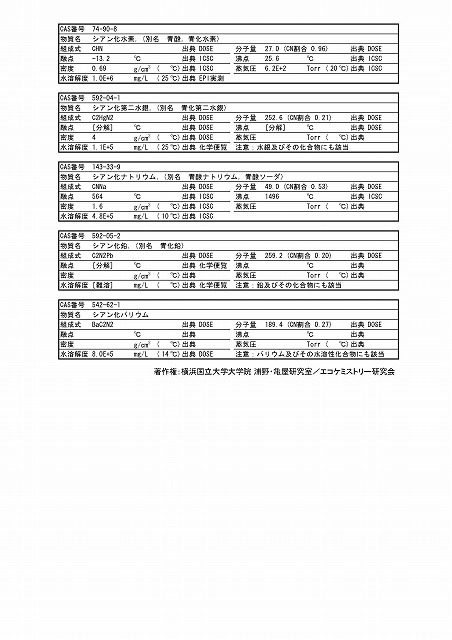 CAS番号 74-90-8
物質名 シアン化水素, (別名 青酸, 青化水素)
組成式 CHN 出典 DOSE 分子量 27.0 (CN割合 0.96) 出典 DOSE
融点 -13.2 ℃ 出典 ICSC 沸点 25.6 ℃ 出典 ICSC
密度 0.69 g/cm³ ( ℃) 出典 ICSC 蒸気圧 6.2E+2 Torr ( 20℃) 出典 ICSC
水溶解度 1.0E+6 mg/L (25℃) 出典 EPI実測
CAS番号 592-04-1
物質名 シアン化第二水銀, (別名 青化第二水銀)
組成式 C2HgN2 出典 DOSE 分子量 252.6 (CN割合 0.21) 出典 DOSE
融点 [分解] ℃ 出典 DOSE 沸点 [分解] ℃ 出典 DOSE
密度 4 g/cm³ ( ℃) 出典 DOSE 蒸気圧 Torr ( ℃) 出典
水溶解度 1.1E+5 mg/L (25℃) 出典 化学便覧 注意:水銀及びその化合物にも該当
CAS番号 143-33-9
物質名 シアン化ナトリウム, (別名 青酸ナトリウム, 青酸ソーダ)
組成式 CNNa 出典 DOSE 分子量 49.0 (CN割合 0.53) 出典 DOSE
融点 564 ℃ 出典 ICSC 沸点 1496 ℃ 出典 ICSC
密度 1.6 g/cm³ ( ℃) 出典 ICSC 蒸気圧 Torr ( ℃) 出典
水溶解度 4.8E+5 mg/L (10℃) 出典 ICSC
CAS番号 592-05-2
物質名 シアン化鉛, (別名 青化鉛)
組成式 C2N2Pb 出典 DOSE 分子量 259.2 (CN割合 0.20) 出典 DOSE
融点 [分解] ℃ 出典 化学便覧 沸点 ℃ 出典
密度 g/cm³ ( ℃) 出典 蒸気圧 Torr ( ℃) 出典
水溶解度 [難溶] mg/L ( ℃) 出典 化学便覧 注意:鉛及びその化合物にも該当
CAS番号 542-62-1
物質名 シアン化バリウム
組成式 BaC2N2 出典 DOSE 分子量 189.4 (CN割合 0.27) 出典 DOSE
融点 ℃ 出典 沸点 ℃ 出典
密度 g/cm³ ( ℃) 出典 蒸気圧 Torr ( ℃) 出典
水溶解度 8.0E+5 mg/L (14℃) 出典 DOSE 注意:バリウム及びその水溶性化合物にも該当
著作権:横浜国立大学大学院 浦野・亀屋研究室/エコケミストリー研究会